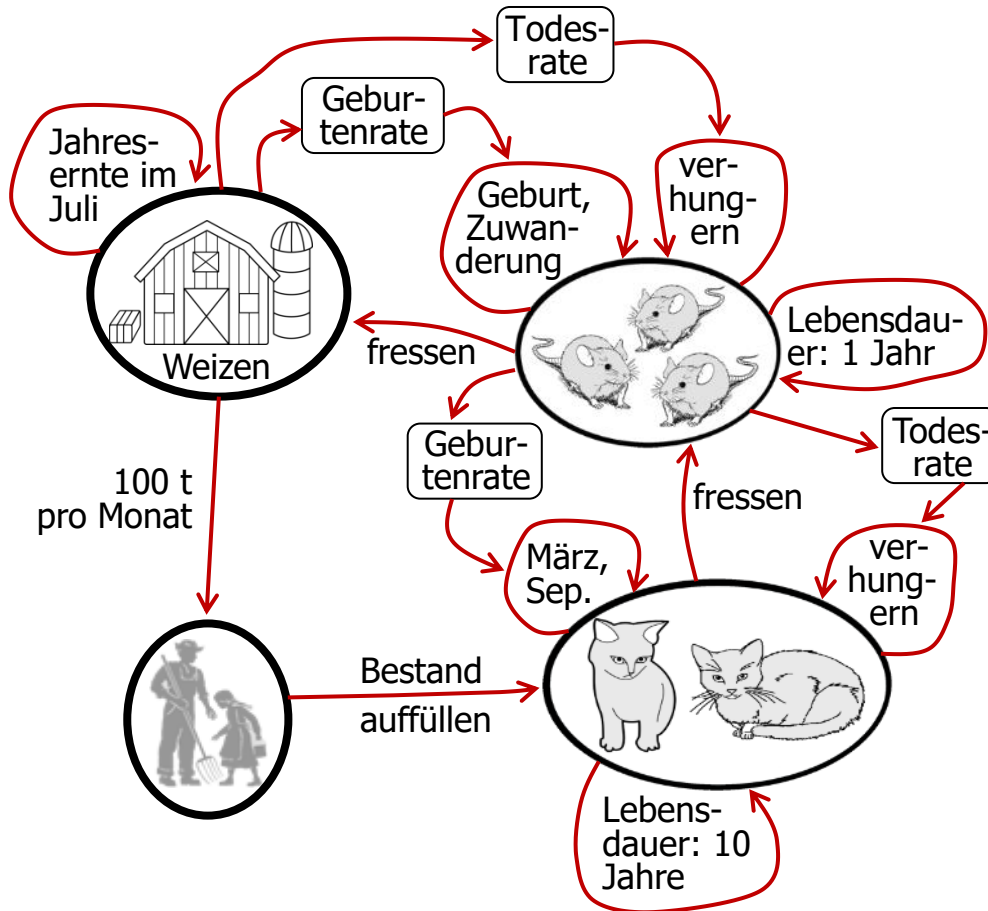 Todes-
rate
Gebur-
tenrate
Jahres-
ernte im
Juli
ver-
hung-
ern
Geburt,
Zuwan-
derung
Weizen
fressen
Lebensdau-
er: 1 Jahr
Gebur-
tenrate
Todes-
rate
100 t
pro Monat
fressen
März,
Sep.
ver-
hung-
ern
Bestand
auffüllen
Lebens-
dauer: 10
Jahre